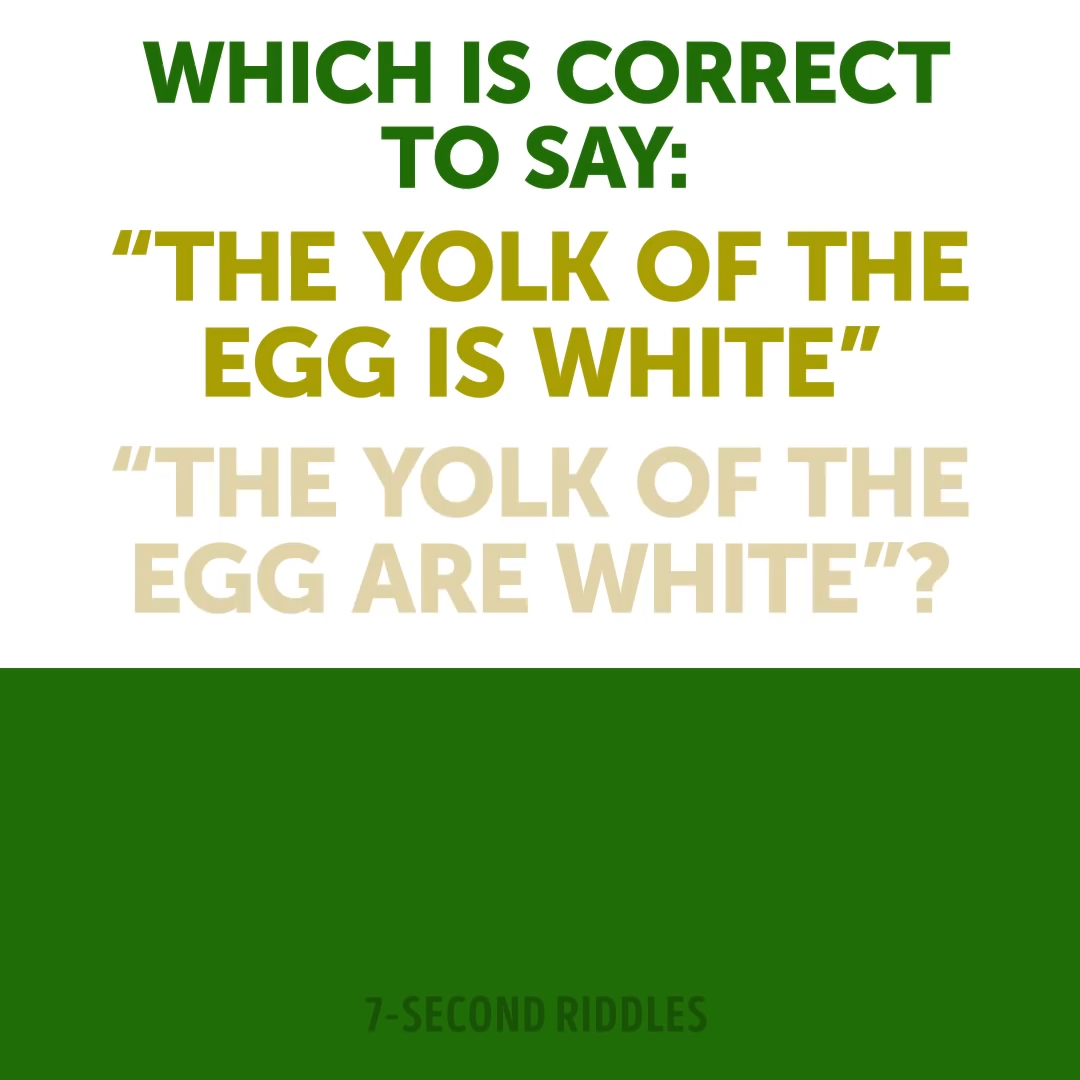 WHICH IS CORRECT
TO SAY:
“THE YOLK OF THE
EGG IS WHITE”
“THE YOLK OF THE
EGG ARE WHITE”?
7-SECOND RIDDLES